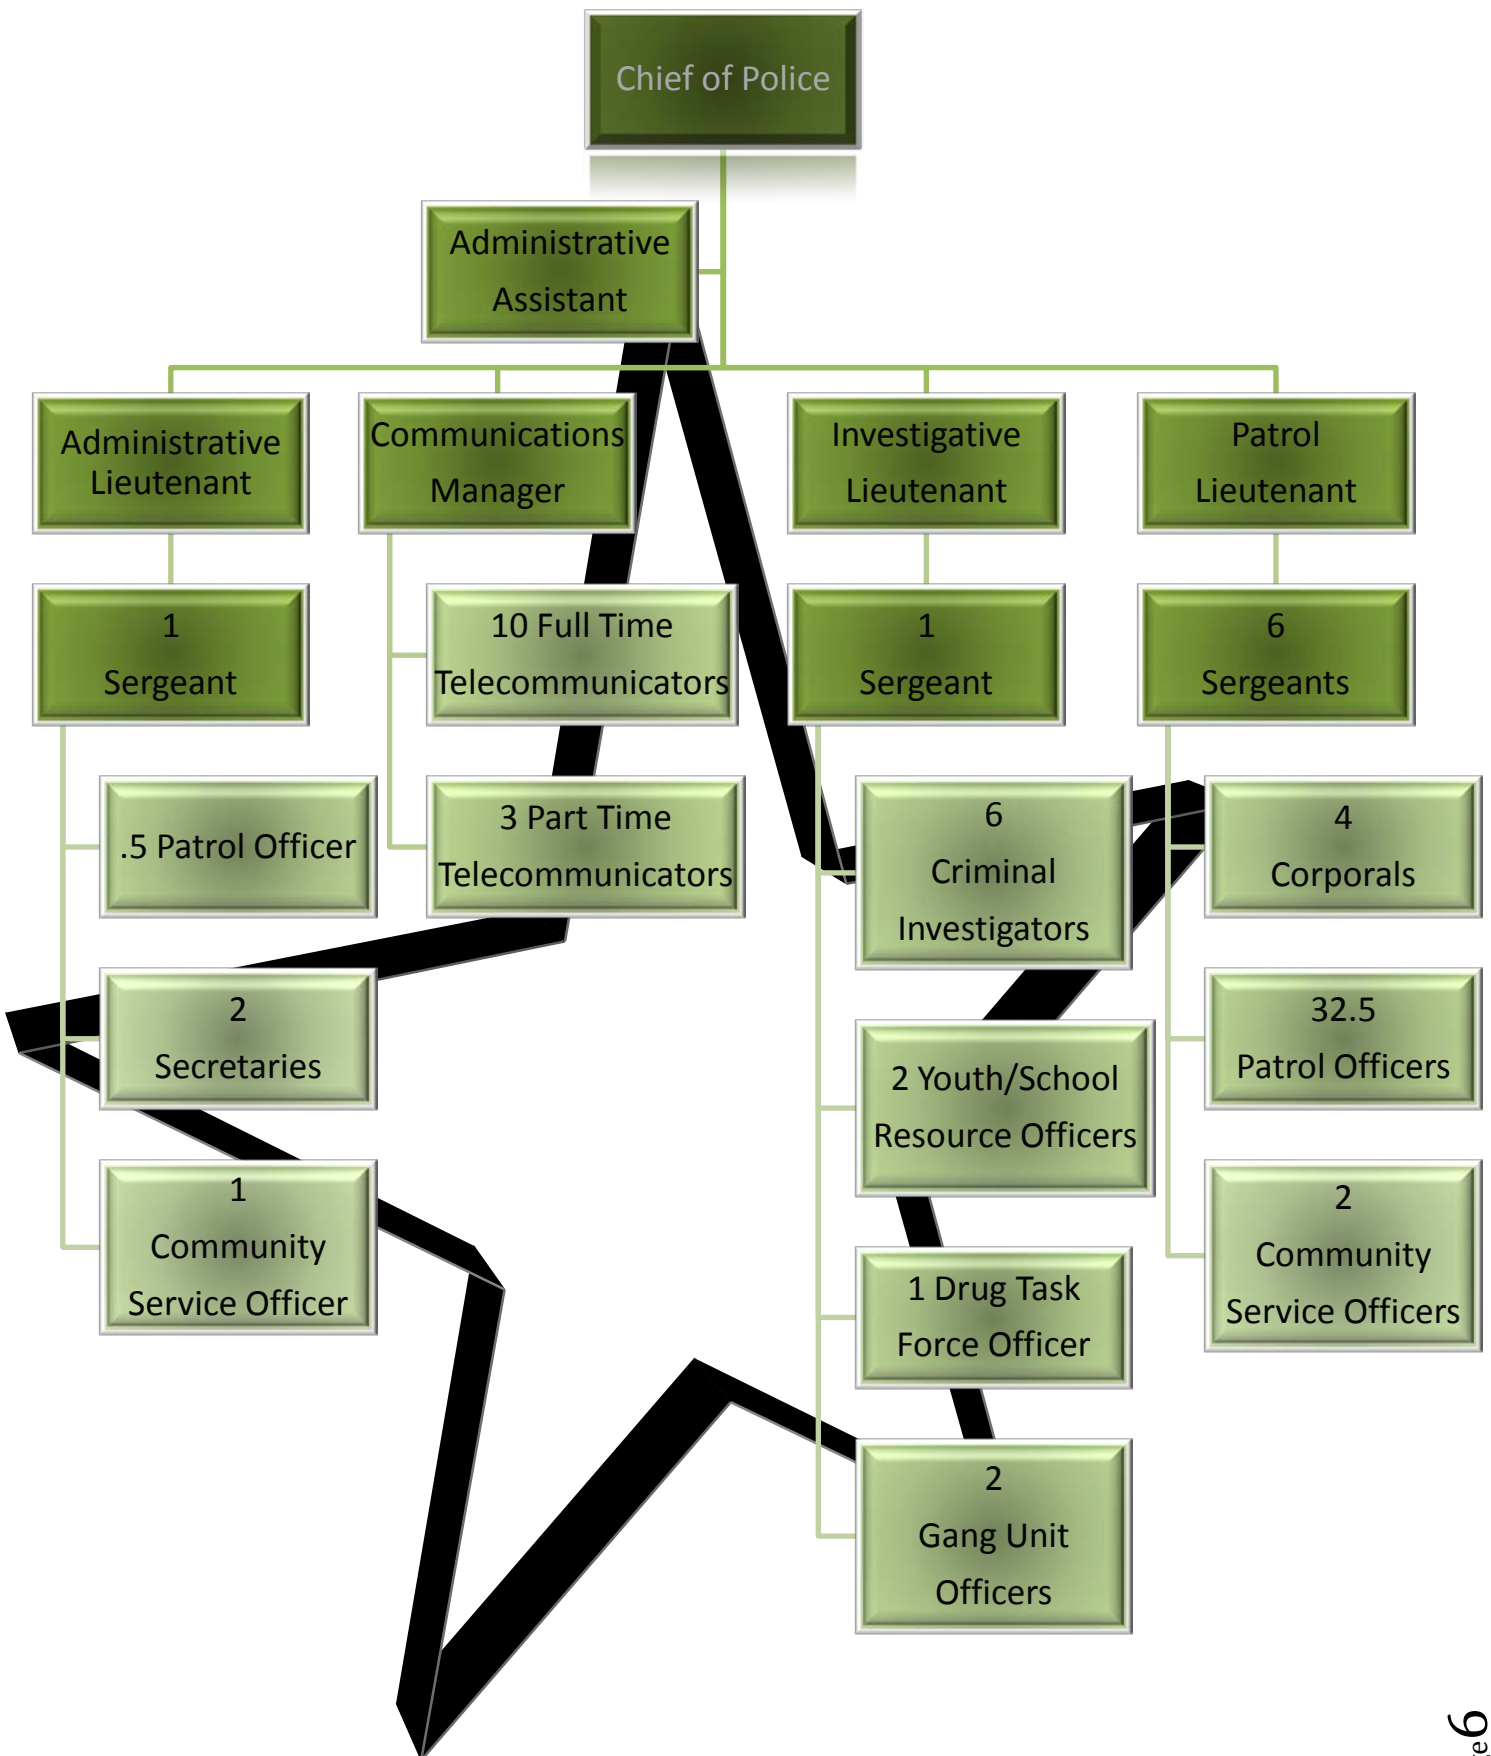 Chief of Police
Administrative
Assistant
Administrative
Lieutenant
Communications
Manager
Investigative
Lieutenant
Patrol
Lieutenant
1
Sergeant
10 Full Time
Telecommunicators
1
Sergeant
6
Sergeants
.5 Patrol Officer
3 Part Time
Telecommunicators
6
Criminal
Investigators
4
Corporals
2
Secretaries
2 Youth/School
Resource Officers
32.5
Patrol Officers
1
Community
Service Officer
1 Drug Task
Force Officer
2
Community
Service Officers
2
Gang Unit
Officers
6